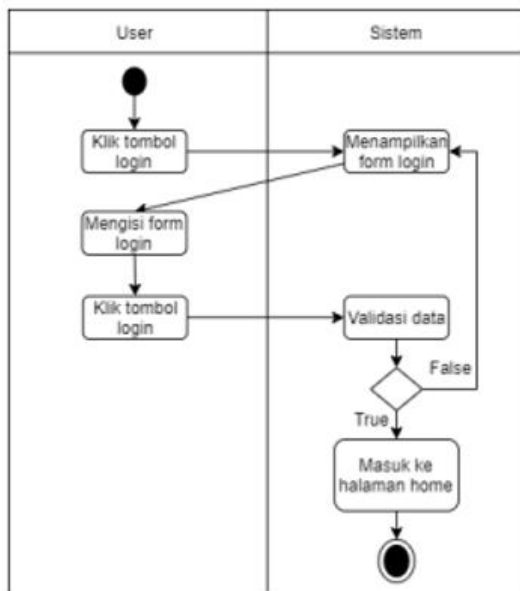 User
Sistem
Klik tombol
login
Menampilkan
form login
Mengisi form
login
Klik tombol
login
Validasi data
False
True
Masuk ke
halaman home